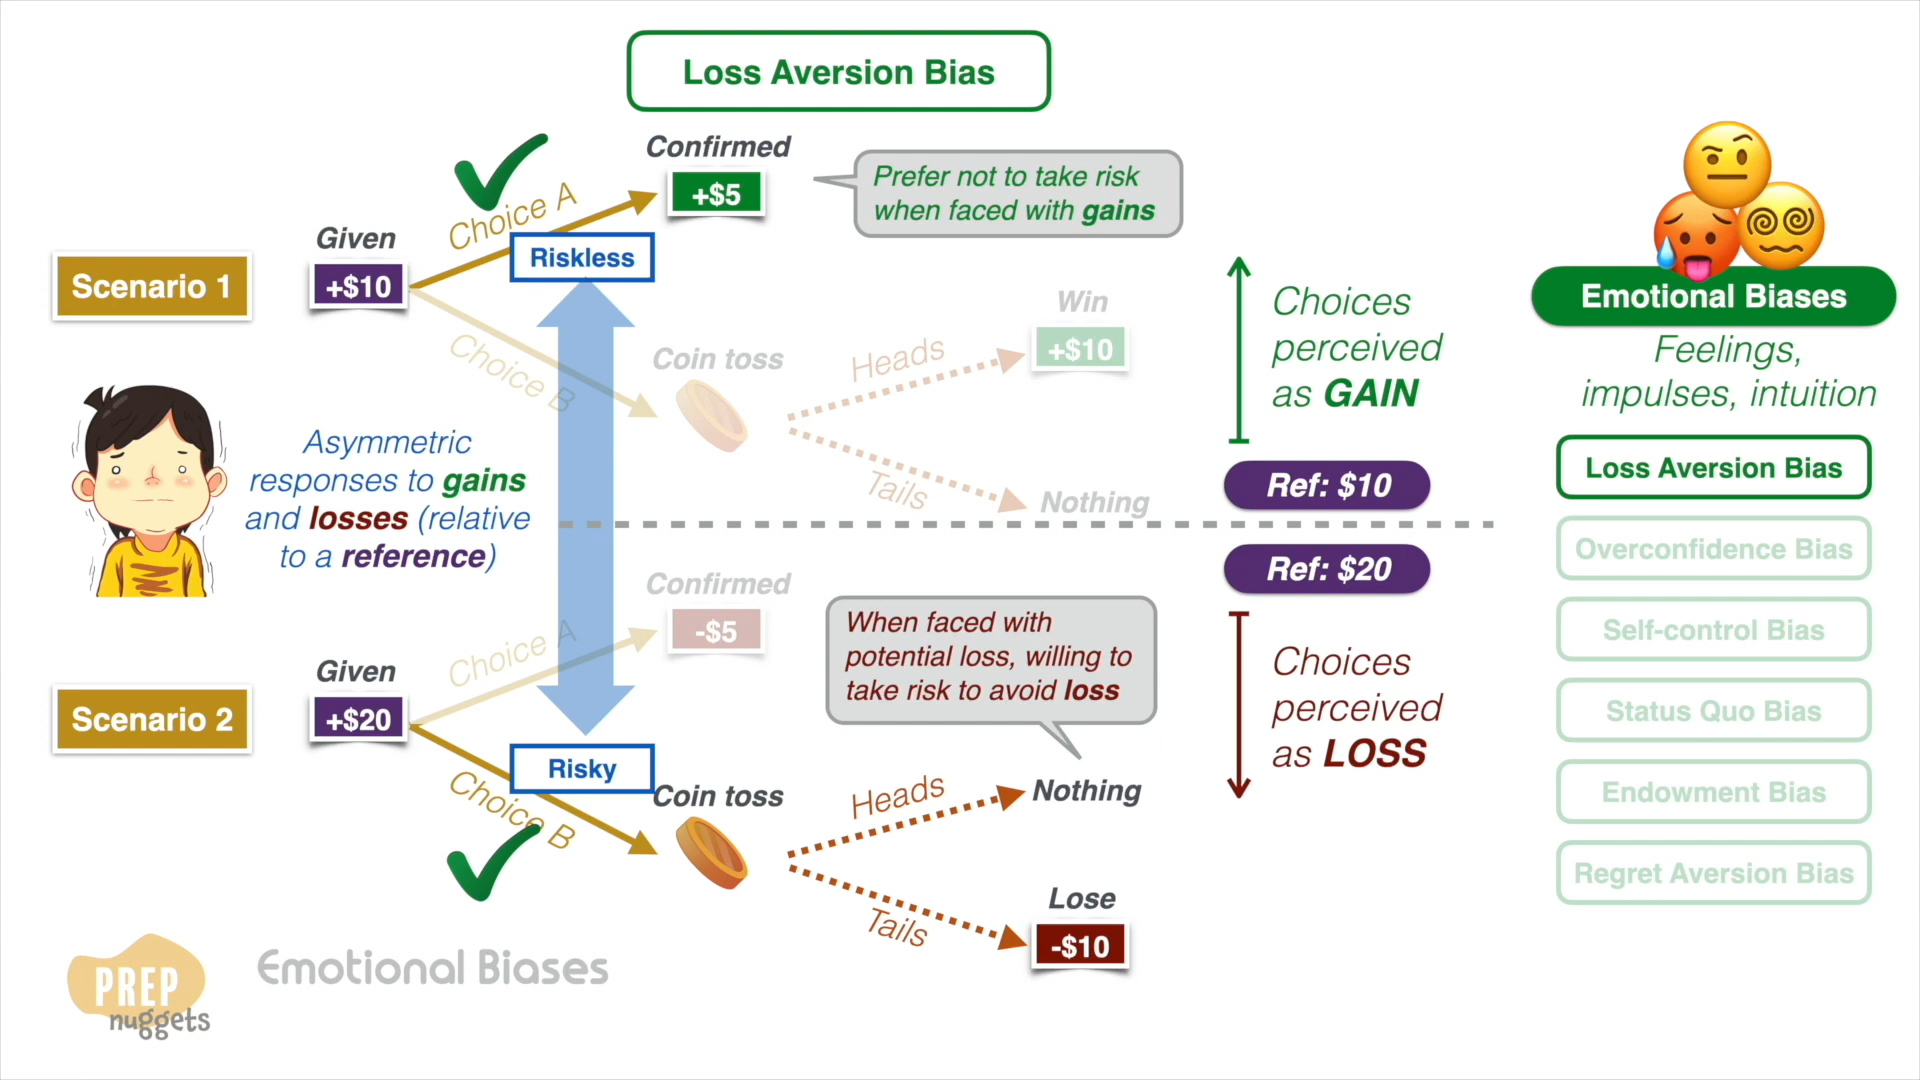 Loss Aversion Bias
Scenario 1
Given
+$10
Choice A
Riskless
Confirmed
+$5
Prefer not to take risk
when faced with gains
Choice B
Coin toss
Heads
Win
+$10
Tails
Nothing
Choices
perceived
as GAIN
Ref: $10
Asymmetric
responses to gains
and losses (relative
to a reference)
Ref: $20
Choices
perceived
as LOSS
Scenario 2
Given
+$20
Choice A
Confirmed
-$5
When faced with
potential loss, willing to
take risk to avoid loss
Risky
Choice B
Coin toss
Heads
Nothing
Tails
Lose
-$10
Emotional Biases
Feelings,
impulses, intuition
Loss Aversion Bias
Overconfidence Bias
Self-control Bias
Status Quo Bias
Endowment Bias
Regret Aversion Bias
PREP
nuggets
Emotional Biases